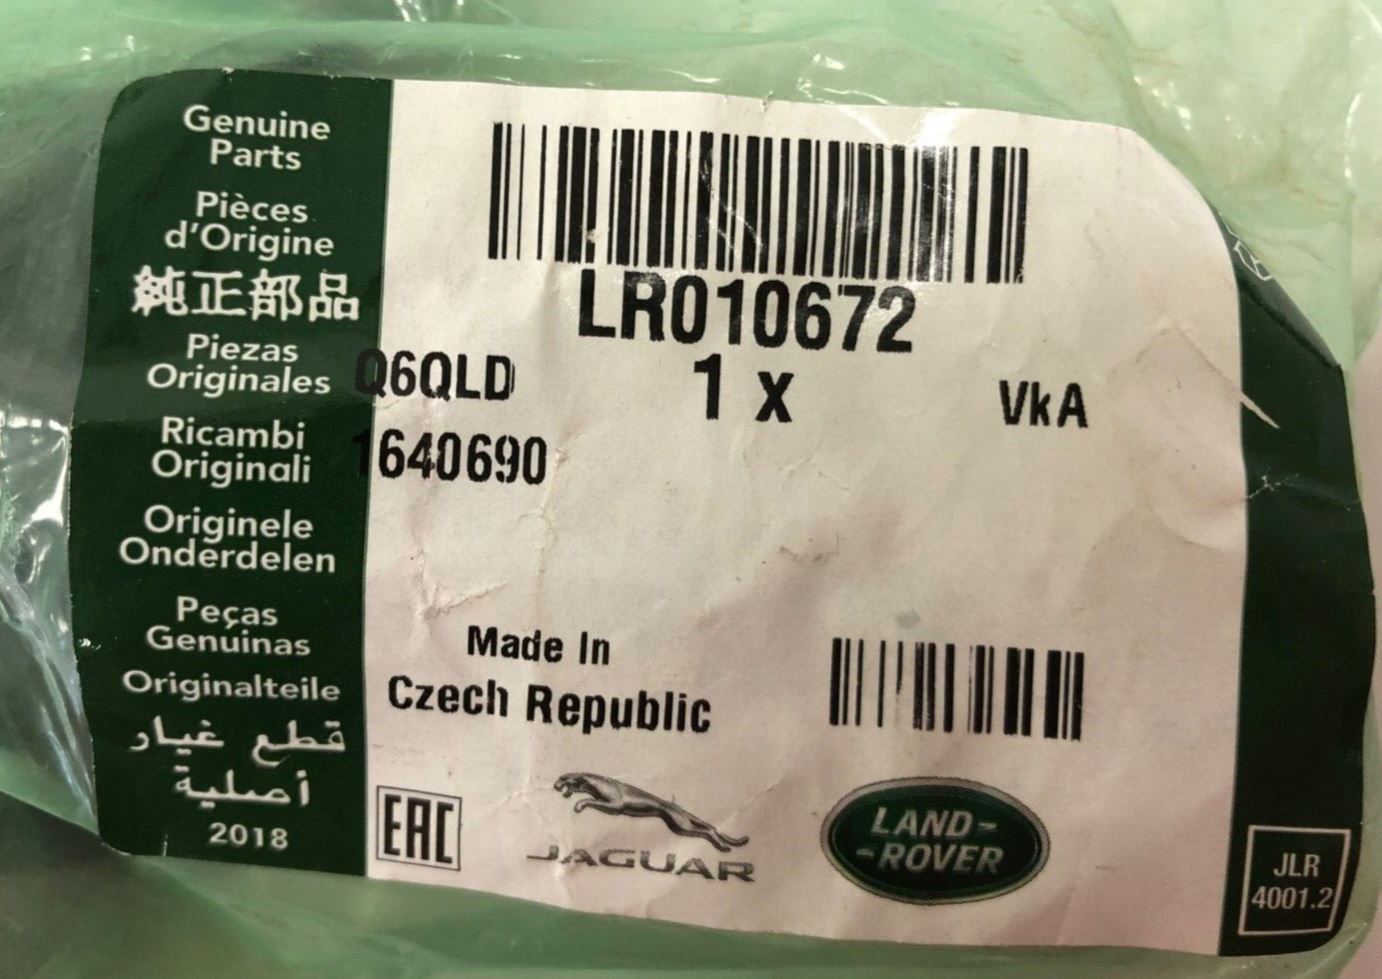 Genuine
Parts
Pièces
d'Origine
純正部品
Piezas
Originales
Ricambi
Originali
Originele
Onderdelen
Peças
Genuinas
Originalteile
قطع غيار
أصلية
2018
LR010672
Q6QLD 1 x VkA
1640690
Made In
Czech Republic
EAC
JAGUAR
LAND-
-ROVER
JLR
4001.2